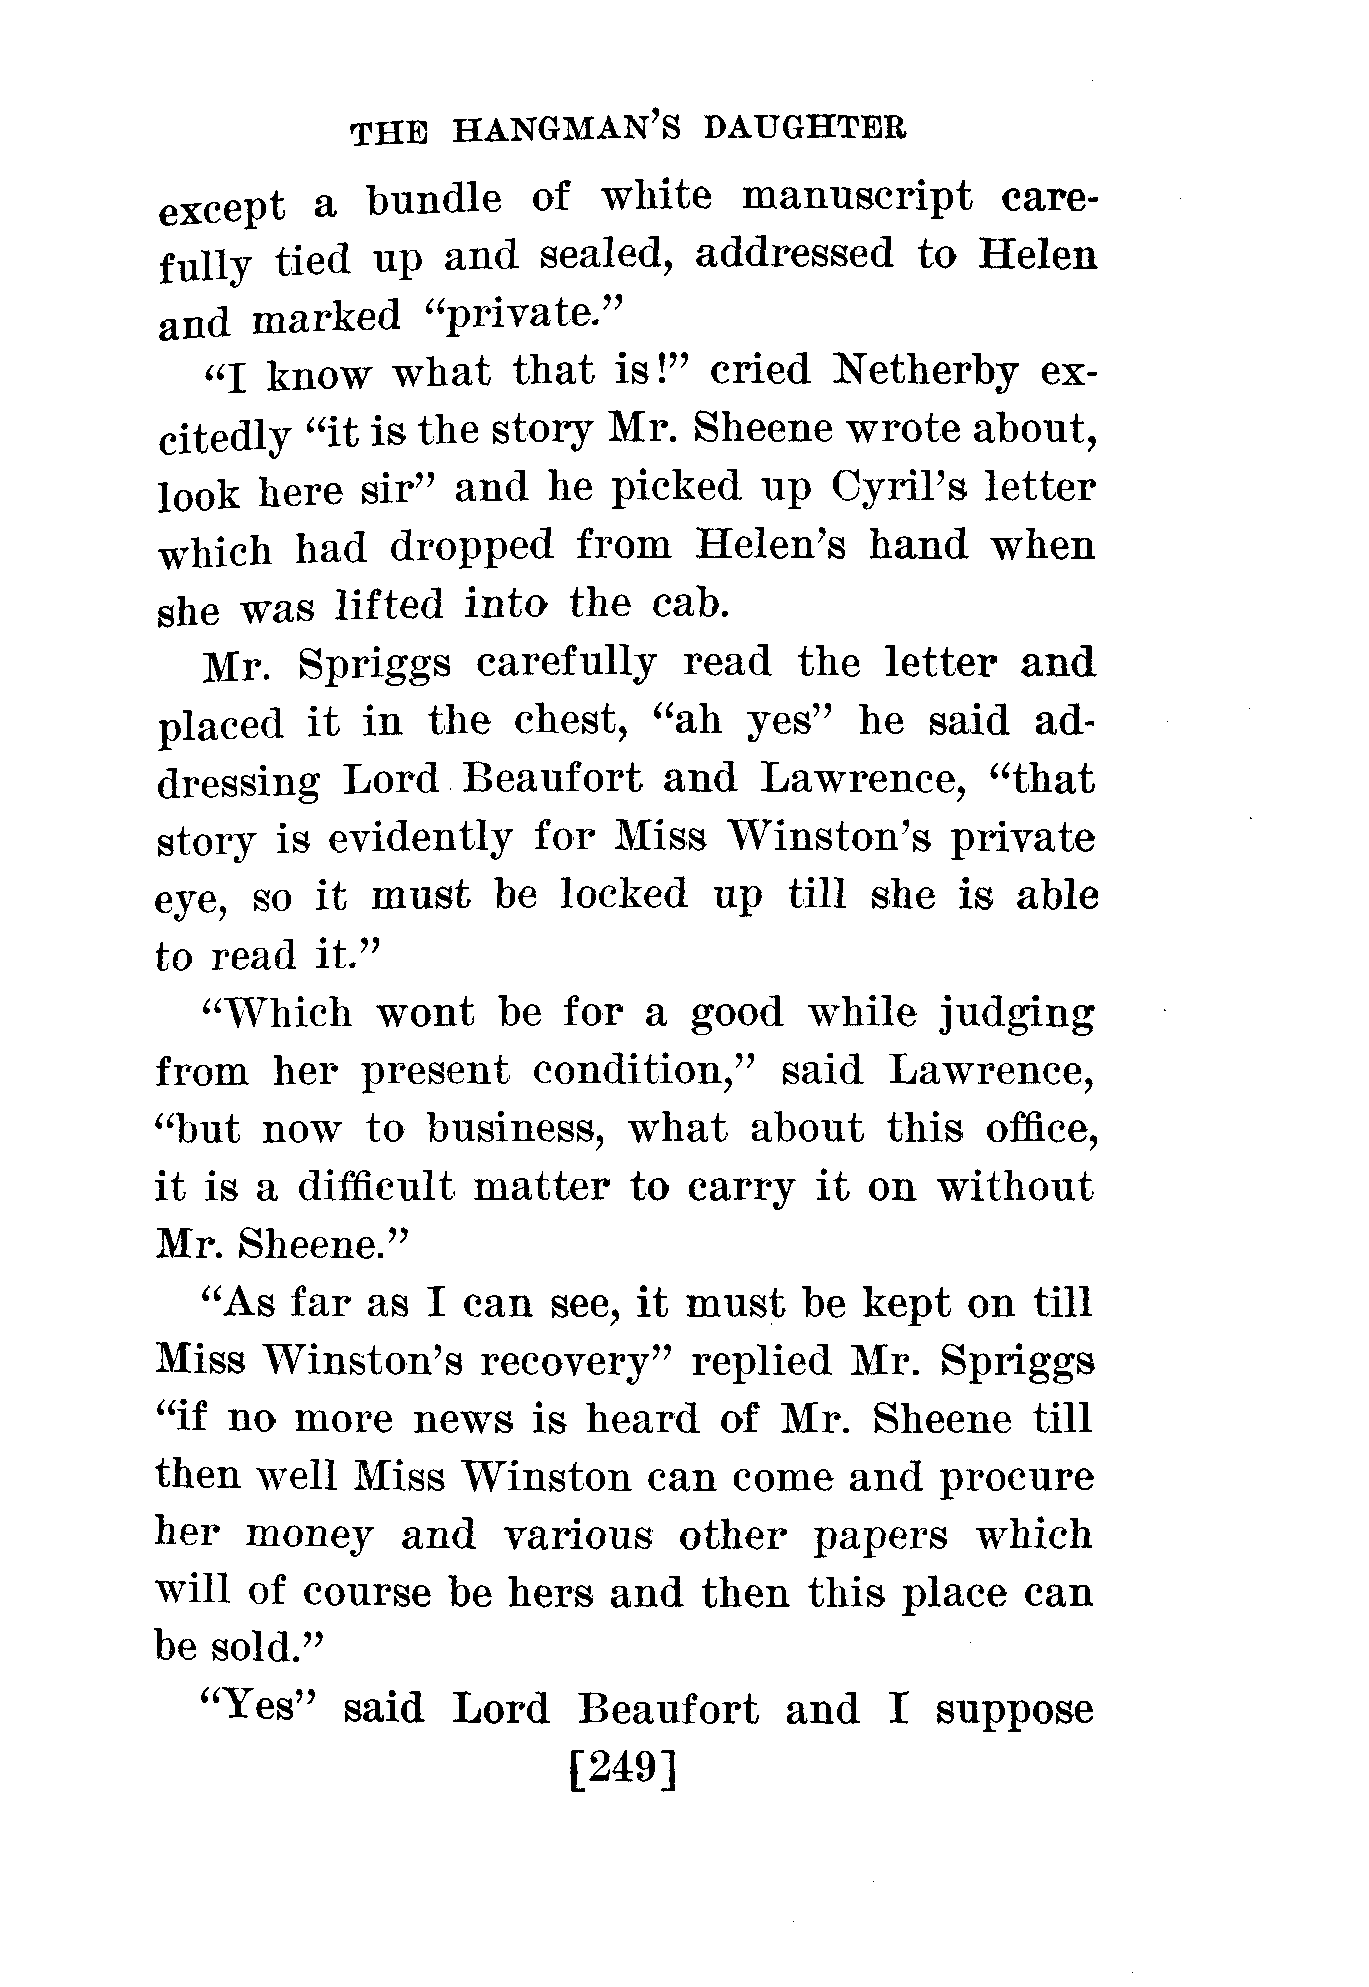 THE HANGMAN'S DAUGHTER
except a bundle of white manuscript care-
fully tied up and sealed, addressed to Helen
and marked “private.”
“I know what that is!” cried Netherby ex-
citedly “it is the story Mr. Sheene wrote about,
look here sir” and he picked up Cyril’s letter
which had dropped from Helen’s hand when
she was lifted into the cab.
Mr. Spriggs carefully read the letter and
placed it in the chest, “ah yes” he said ad-
dressing Lord Beaufort and Lawrence, “that
story is evidently for Miss Winston’s private
eye, so it must be locked up till she is able
to read it.”
“Which wont be for a good while judging
from her present condition,” said Lawrence,
“but now to business, what about this office,
it is a difficult matter to carry it on without
Mr. Sheene.”
“As far as I can see, it must be kept on till
Miss Winston’s recovery” replied Mr. Spriggs
“if no more news is heard of Mr. Sheene till
then well Miss Winston can come and procure
her money and various other papers which
will of course be hers and then this place can
be sold.”
“Yes” said Lord Beaufort and I suppose
[249]